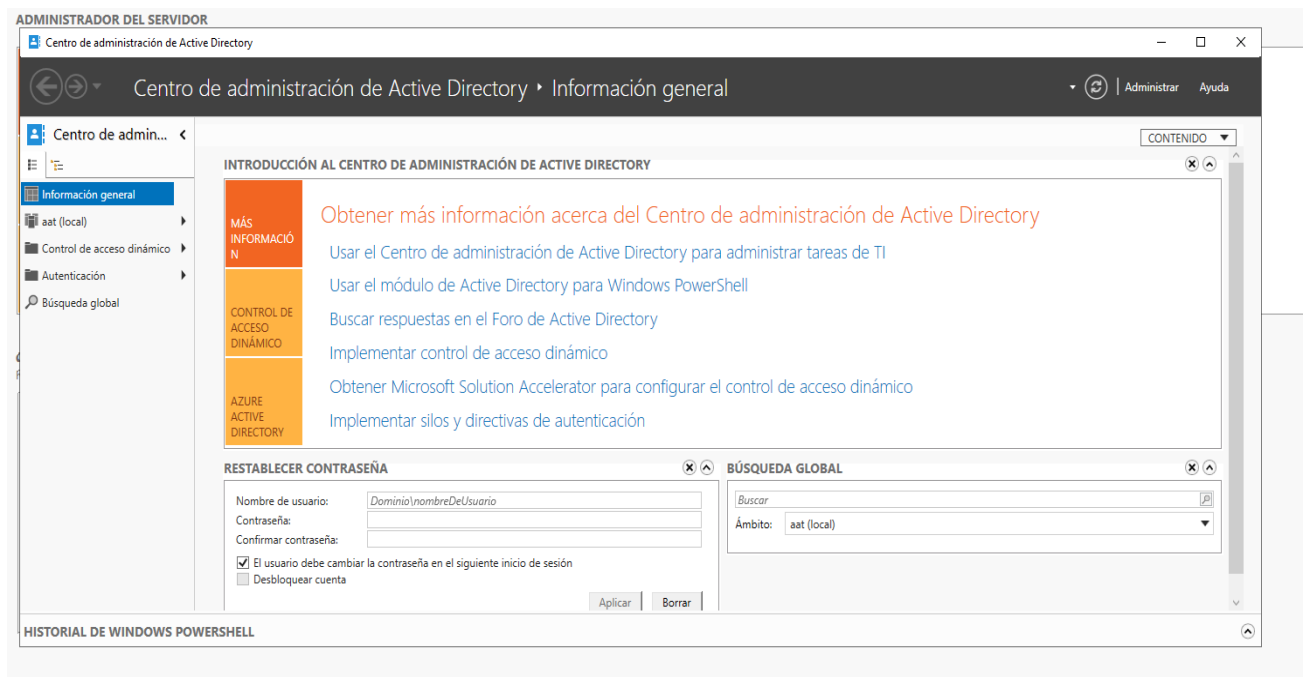 ADMINISTRADOR DEL SERVIDOR
Centro de administración de Active Directory
Centro de administración de Active Directory • Información general
Administrar Ayuda
Centro de admin...
CONTENIDO
Información general
aat (local)
Control de acceso dinámico
Autenticación
Búsqueda global
INTRODUCCIÓN AL CENTRO DE ADMINISTRACIÓN DE ACTIVE DIRECTORY
MÁS
INFORMACIÓ
N
CONTROL DE
ACCESO
DINÁMICO
AZURE
ACTIVE
DIRECTORY
Obtener más información acerca del Centro de administración de Active Directory
Usar el Centro de administración de Active Directory para administrar tareas de TI
Usar el módulo de Active Directory para Windows PowerShell
Buscar respuestas en el Foro de Active Directory
Implementar control de acceso dinámico
Obtener Microsoft Solution Accelerator para configurar el control de acceso dinámico
Implementar silos y directivas de autenticación
RESTABLECER CONTRASEÑA
Nombre de usuario: Dominio\nombreDeUsuario
Contraseña:
Confirmar contraseña:
El usuario debe cambiar la contraseña en el siguiente inicio de sesión
Desbloquear cuenta
Aplicar Borrar
BÚSQUEDA GLOBAL
Buscar
Ámbito: aat (local)
HISTORIAL DE WINDOWS POWERSHELL